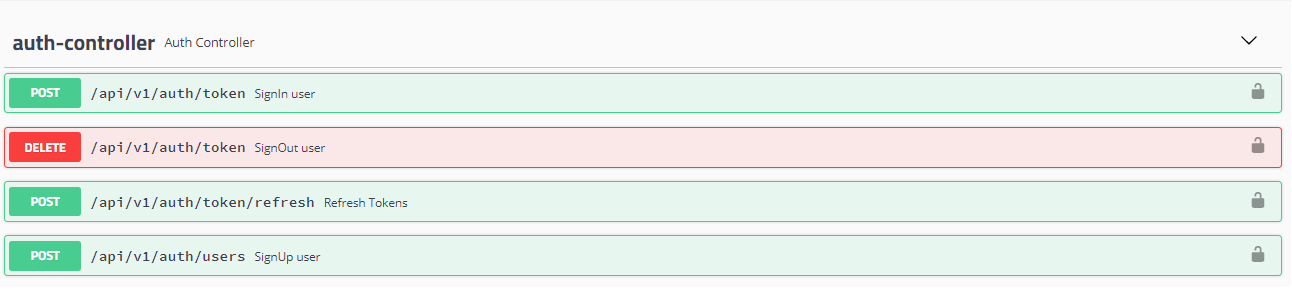 auth-controller Auth Controller
POST /api/v1/auth/token SignIn user
DELETE /api/v1/auth/token SignOut user
POST /api/v1/auth/token/refresh Refresh Tokens
POST /api/v1/auth/users SignUp user